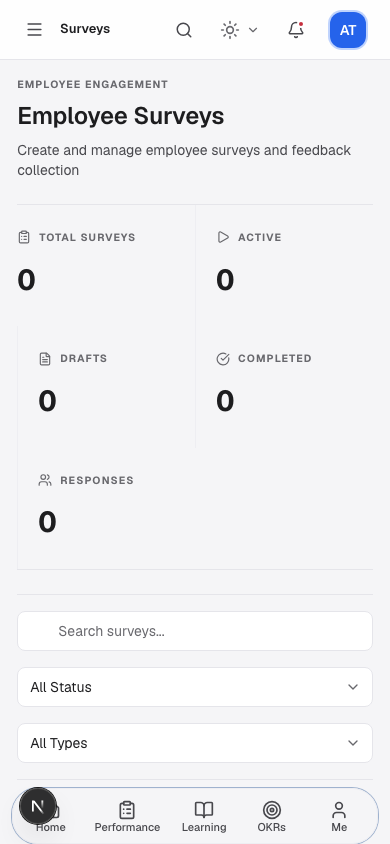 Surveys
AT
EMPLOYEE ENGAGEMENT
Employee Surveys
Create and manage employee surveys and feedback
collection
TOTAL SURVEYS
0
ACTIVE
0
DRAFTS
0
COMPLETED
0
RESPONSES
0
Search surveys...
All Status
All Types
N
Home
Performance
Learning
OKRs
Me